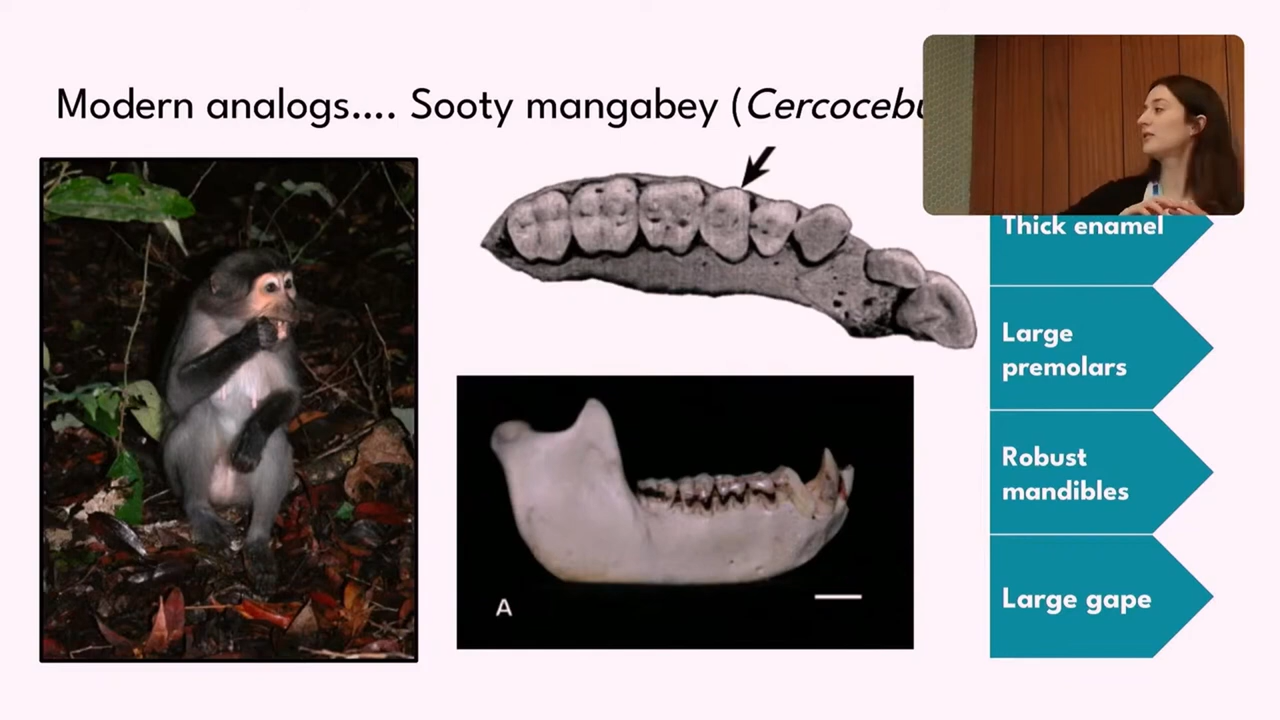 Modern analogs.... Sooty mangabey (Cercocebu
Thick enamel
Large
premolars
Robust
mandibles
Large gape
A